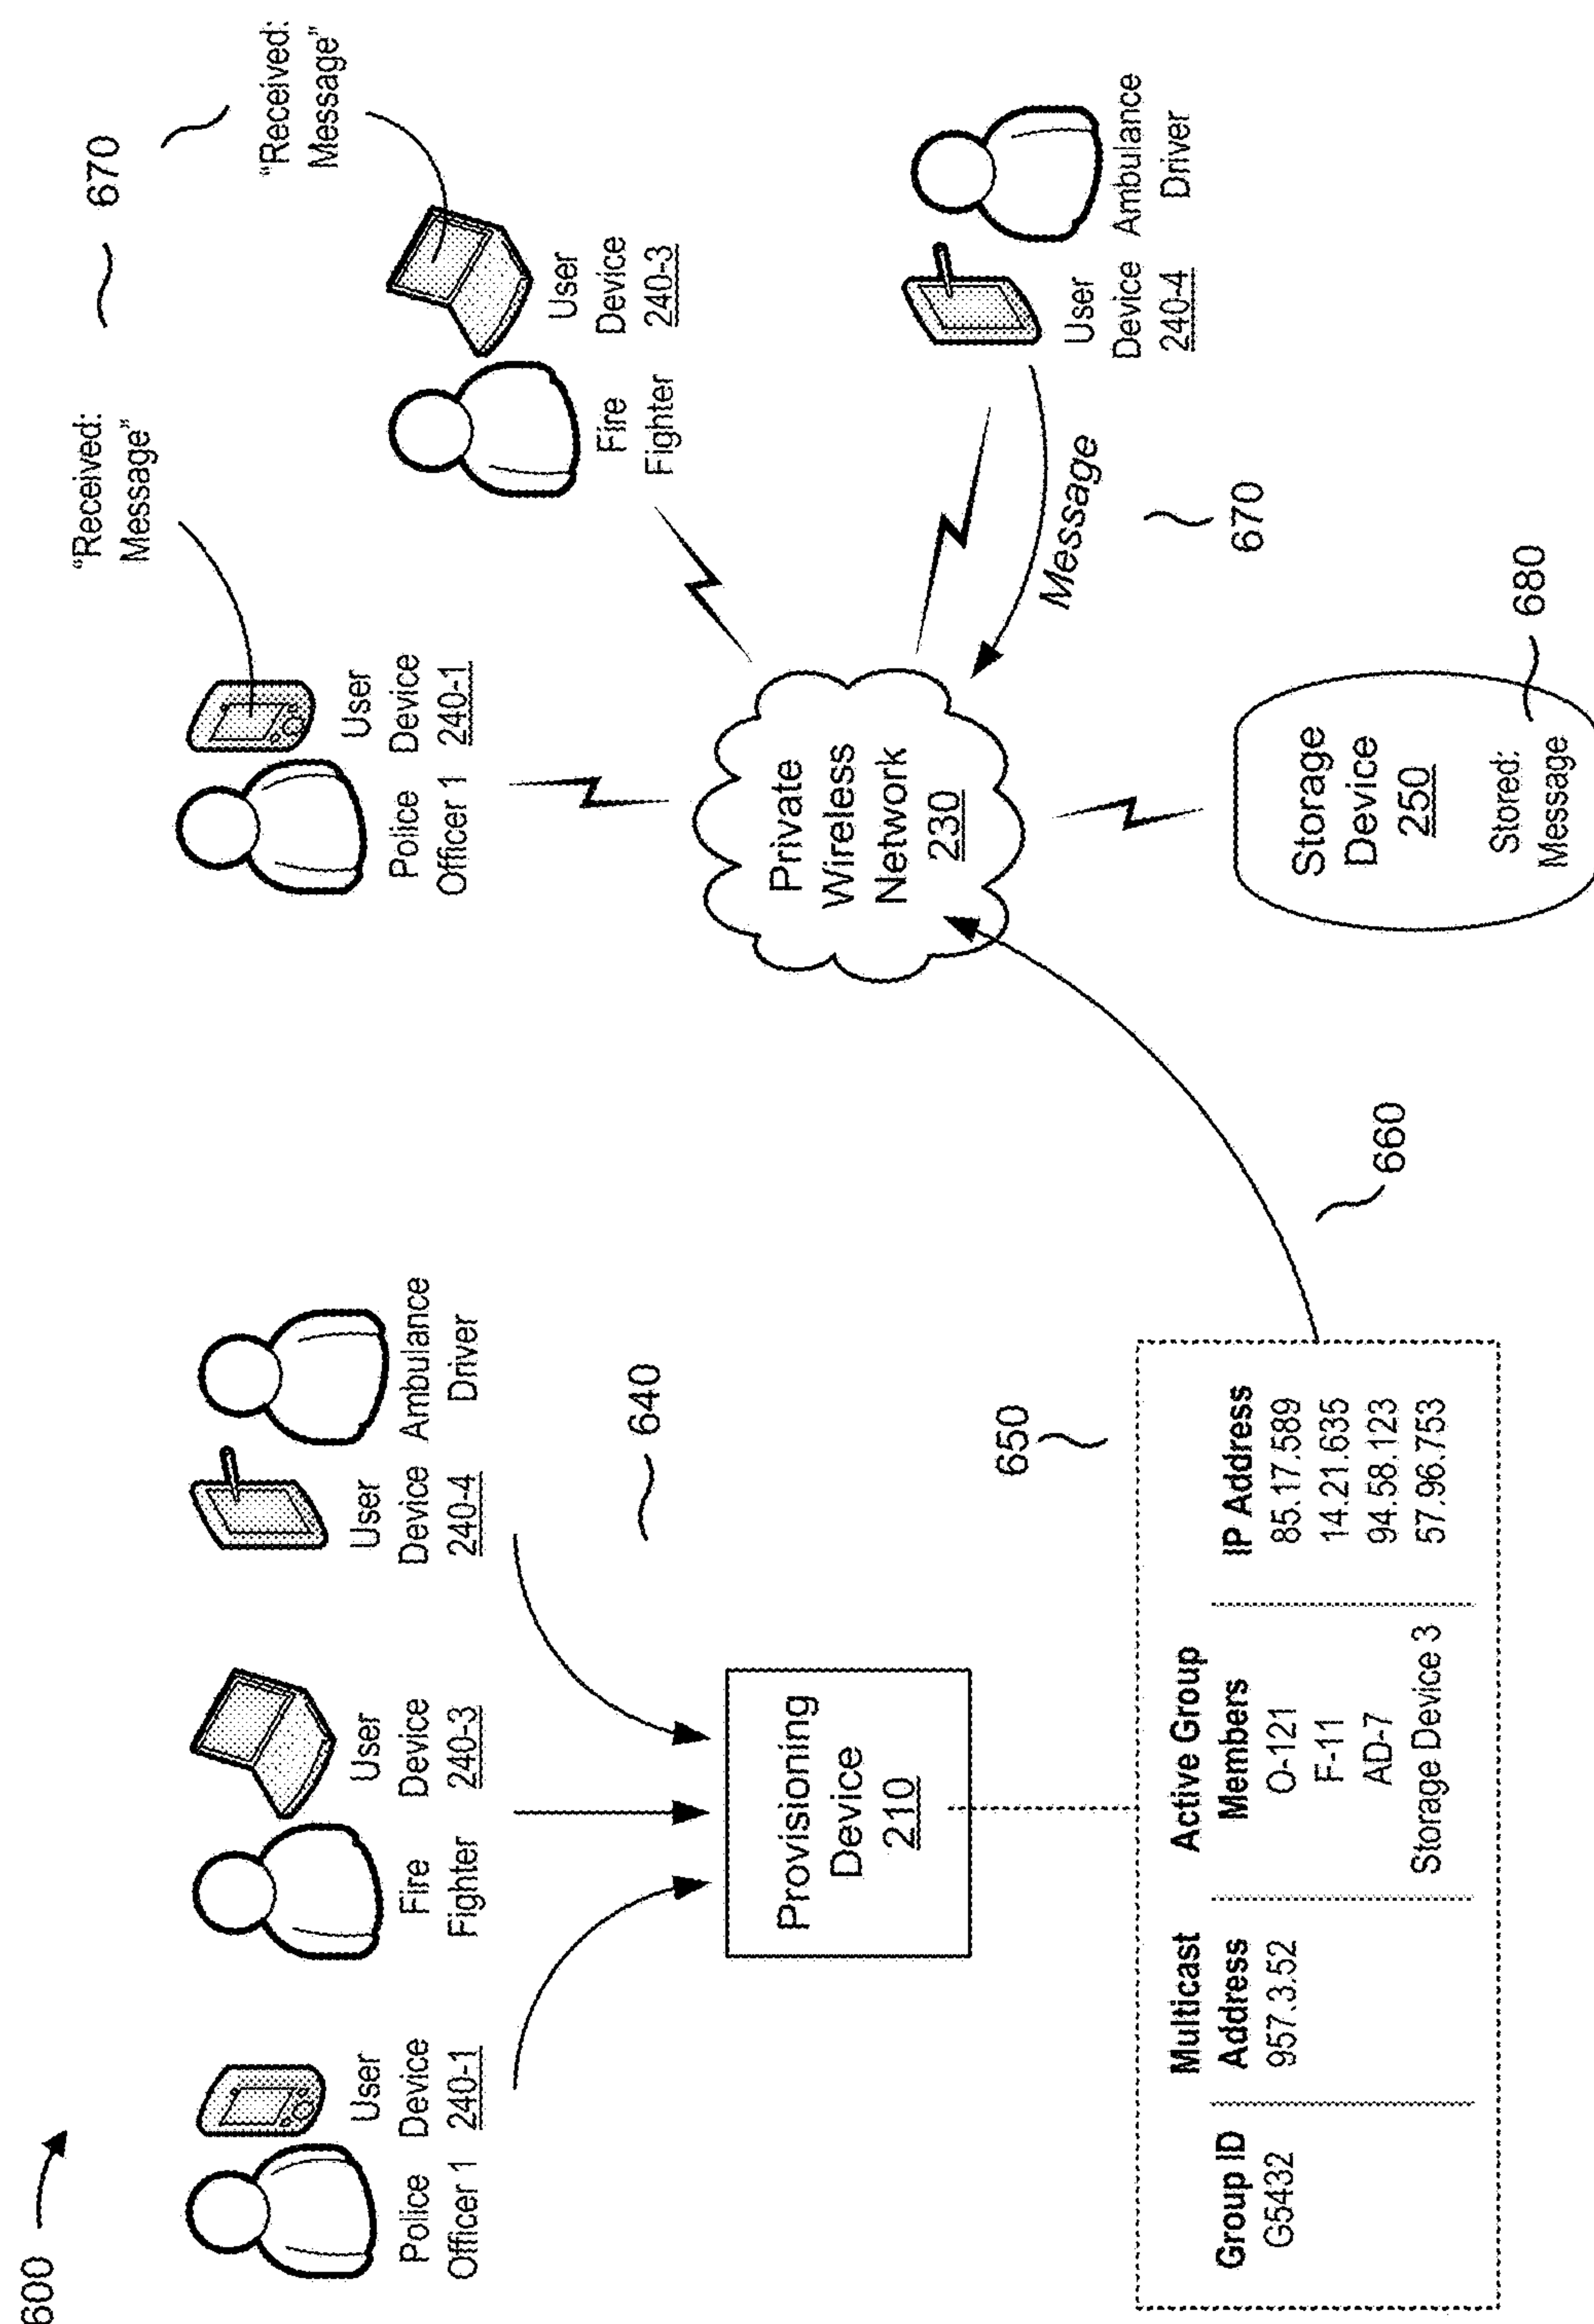 600
Police
Officer 1
User
Device
240-1
Fire
Fighter
User
Device
240-3
User
Device
240-4
Ambulance
Driver
640
Provisioning
Device
210
650
Group ID
G5432
Multicast
Address
957.3.52
Active Group
Members
O-121
F-11
AD-7
Storage Device 3
IP Address
85.17.589
14.21.635
94.58.123
57.96.753
660
"Received:
Message"
670
"Received:
Message"
Police
Officer 1
User
Device
240-1
Fire
Fighter
User
Device
240-3
Private
Wireless
Network
230
User
Device
240-4
Ambulance
Driver
Message
670
Storage
Device
250
Stored:
Message
680